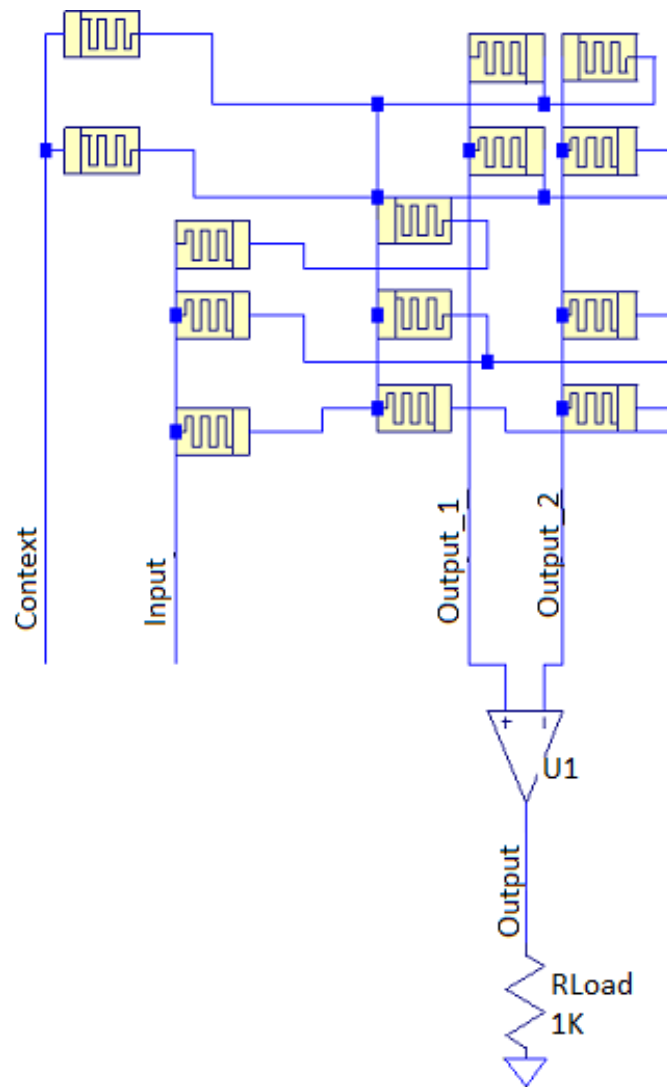 Context
Input
Output_1
Output_2
+
-
U1
Output
RLoad
1K